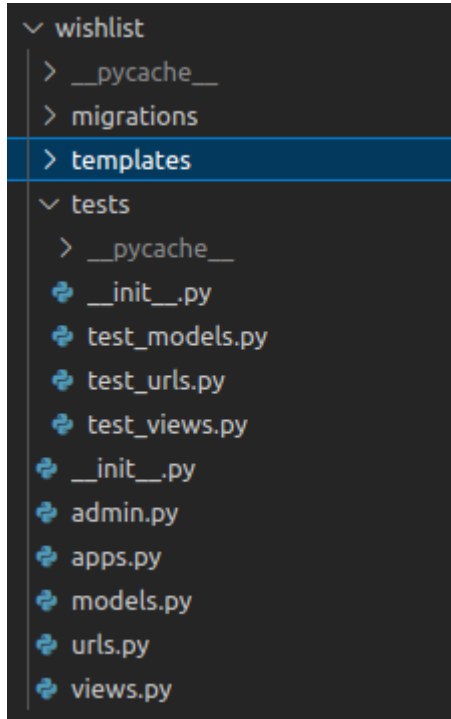 wishlist
__pycache__
migrations
templates
tests
__pycache__
__init__.py
test_models.py
test_urls.py
test_views.py
__init__.py
admin.py
apps.py
models.py
urls.py
views.py